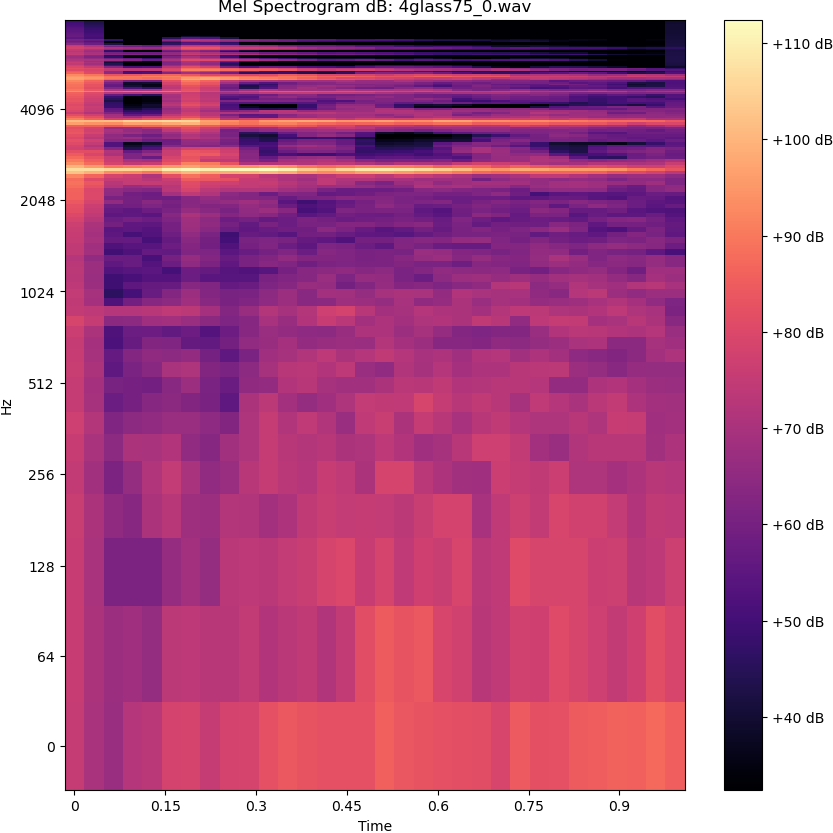 Mel Spectrogram dB: 4glass75_0.wav
+110 dB
4096
+100 dB
2048
+90 dB
1024
+80 dB
512
Hz
+70 dB
256
+60 dB
128
+50 dB
64
+40 dB
0
0 0.15 0.3 0.45 0.6 0.75 0.9
Time